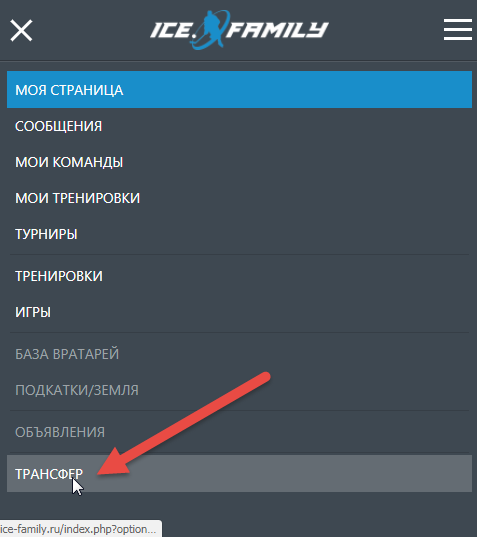 ICE. FAMILY
МОЯ СТРАНИЦА
СООБЩЕНИЯ
МОИ КОМАНДЫ
МОИ ТРЕНИРОВКИ
ТУРНИРЫ
ТРЕНИРОВКИ
ИГРЫ
БАЗА ВРАТАРЕЙ
ПОДКАТКИ/ЗЕМЛЯ
ОБЪЯВЛЕНИЯ
ТРАНСФЕР
ice-family.ru/index.php?option...